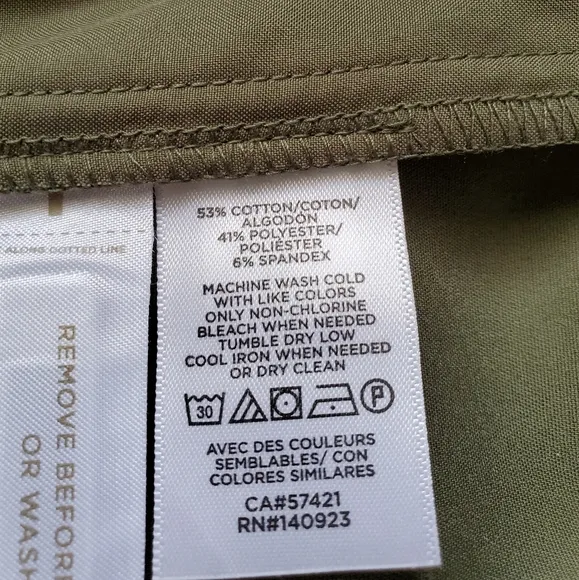 53% COTTON/COTON/
ALGODÓN
41% POLYESTER/
POLIÉSTER
6% SPANDEX
MACHINE WASH COLD
WITH LIKE COLORS
ONLY NON-CHLORINE
BLEACH WHEN NEEDED
TUMBLE DRY LOW
COOL IRON WHEN NEEDED
OR DRY CLEAN
30 P
AVEC DES COULEURS
SEMBLABLES/ CON
COLORES SIMILARES
CA#57421
RN#140923
ALONG DOTTED LINE
REMOVE BEFOR
OR WASH